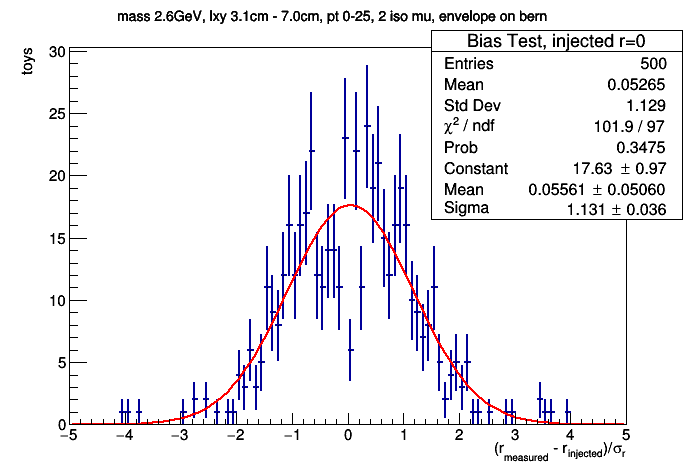 mass 2.6GeV, lxy 3.1cm - 7.0cm, pt 0-25, 2 iso mu, envelope on bern
Bias Test, injected r=0
Entries 500
Mean 0.05265
Std Dev 1.129
χ² / ndf 101.9 / 97
Prob 0.3475
Constant 17.63 ± 0.97
Mean 0.05561 ± 0.05060
Sigma 1.131 ± 0.036
toys
30
25
20
15
10
5
0
−5 −4 −3 −2 −1 0 1 2 3 4 5
(r_measured - r_injected)/σ_r